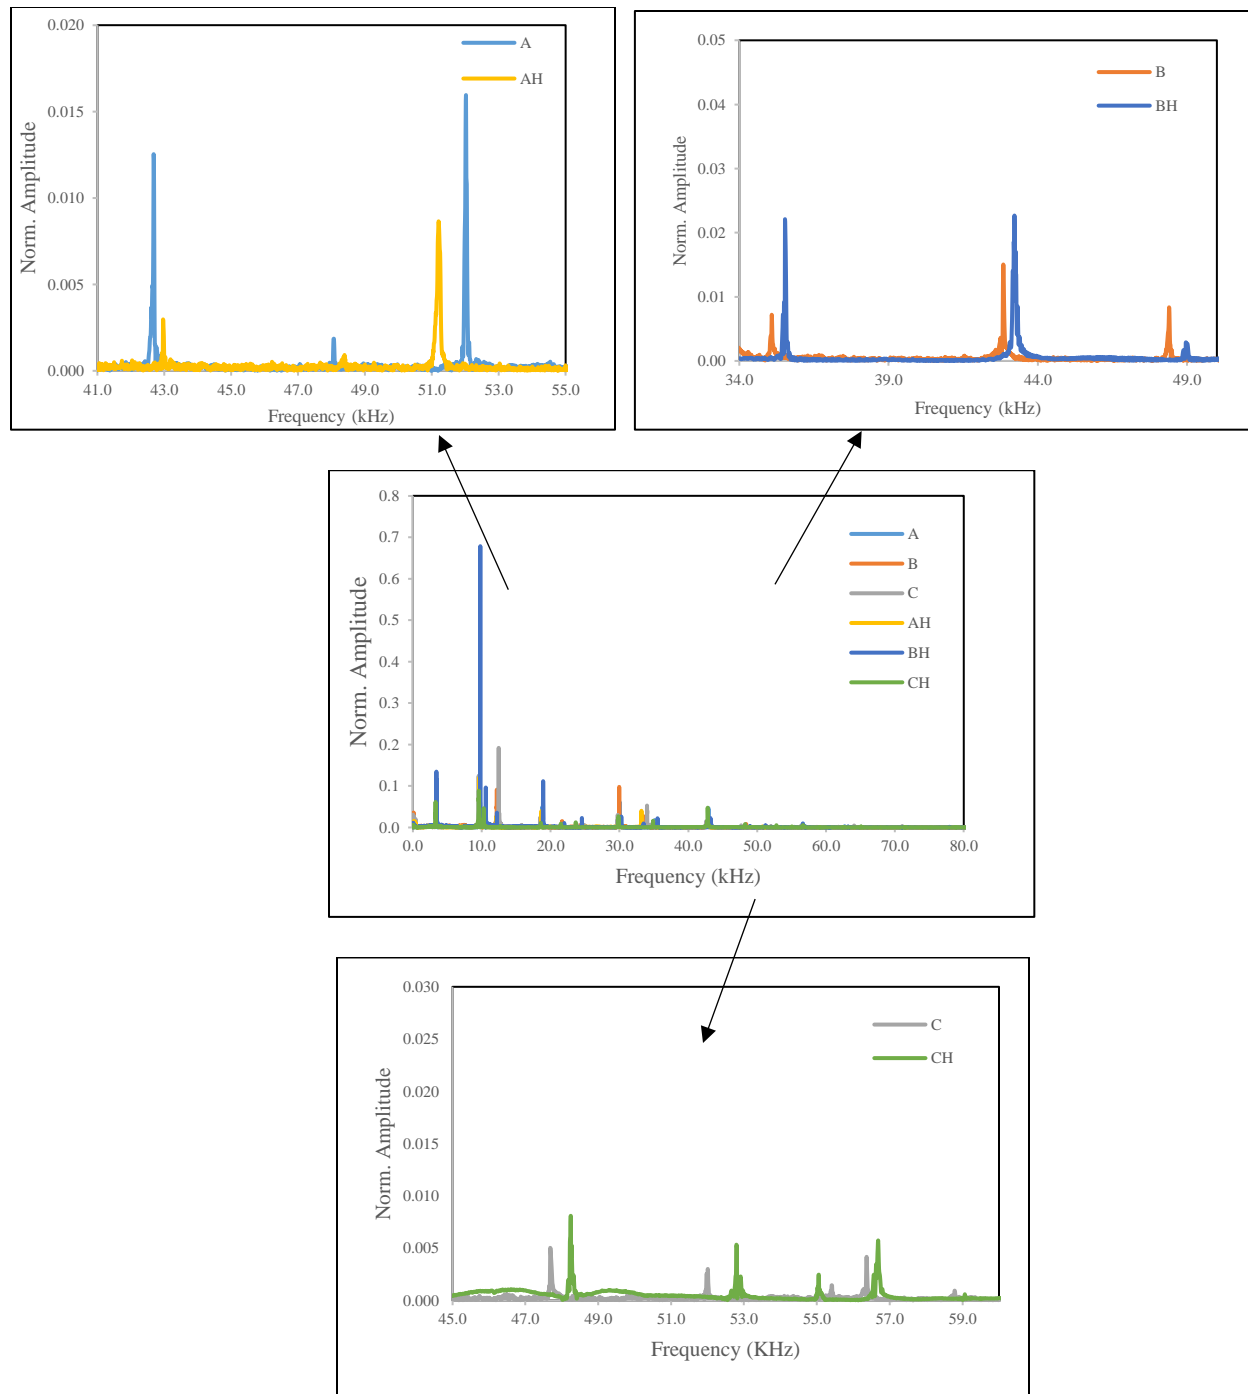 0.020
0.015
0.010
0.005
0.000
Norm. Amplitude
A
AH
41.0 43.0 45.0 47.0 49.0 51.0 53.0 55.0
Frequency (kHz)
0.05
0.04
0.03
0.02
0.01
0.00
Norm. Amplitude
B
BH
34.0 39.0 44.0 49.0
Frequency (kHz)
0.8
0.7
0.6
0.5
0.4
0.3
0.2
0.1
0.0
Norm. Amplitude
A
B
C
AH
BH
CH
0.0 10.0 20.0 30.0 40.0 50.0 60.0 70.0 80.0
Frequency (kHz)
0.030
0.025
0.020
0.015
0.010
0.005
0.000
Norm. Amplitude
C
CH
45.0 47.0 49.0 51.0 53.0 55.0 57.0 59.0
Frequency (KHz)